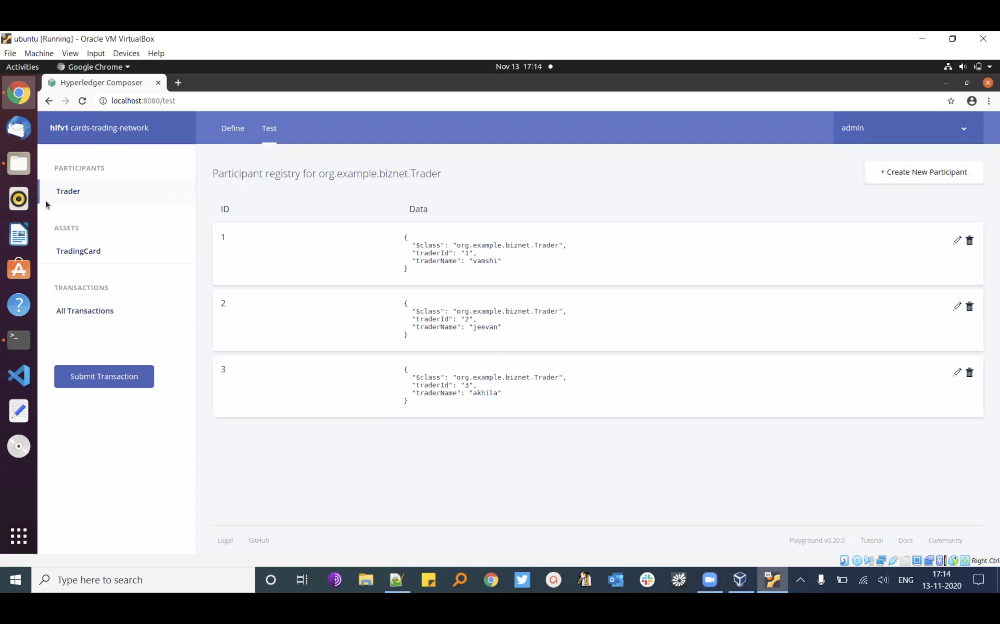 ubuntu [Running] - Oracle VM VirtualBox
File Machine View Input Devices Help
Activities Google Chrome Nov 13 17:14
Hyperledger Composer
localhost:8080/test
hlfv1 cards-trading-network Define Test admin
PARTICIPANTS
Trader
ASSETS
TradingCard
TRANSACTIONS
All Transactions
Submit Transaction
Participant registry for org.example.biznet.Trader
+ Create New Participant
ID Data
1
{
"$class": "org.example.biznet.Trader",
"traderId": "1",
"traderName": "vamshi"
}
2
{
"$class": "org.example.biznet.Trader",
"traderId": "2",
"traderName": "jeevan"
}
3
{
"$class": "org.example.biznet.Trader",
"traderId": "3",
"traderName": "akhila"
}
Legal GitHub Playground v0.20.0 Tutorial Docs Community
Right Ctrl
Type here to search
ENG
17:14
13-11-2020